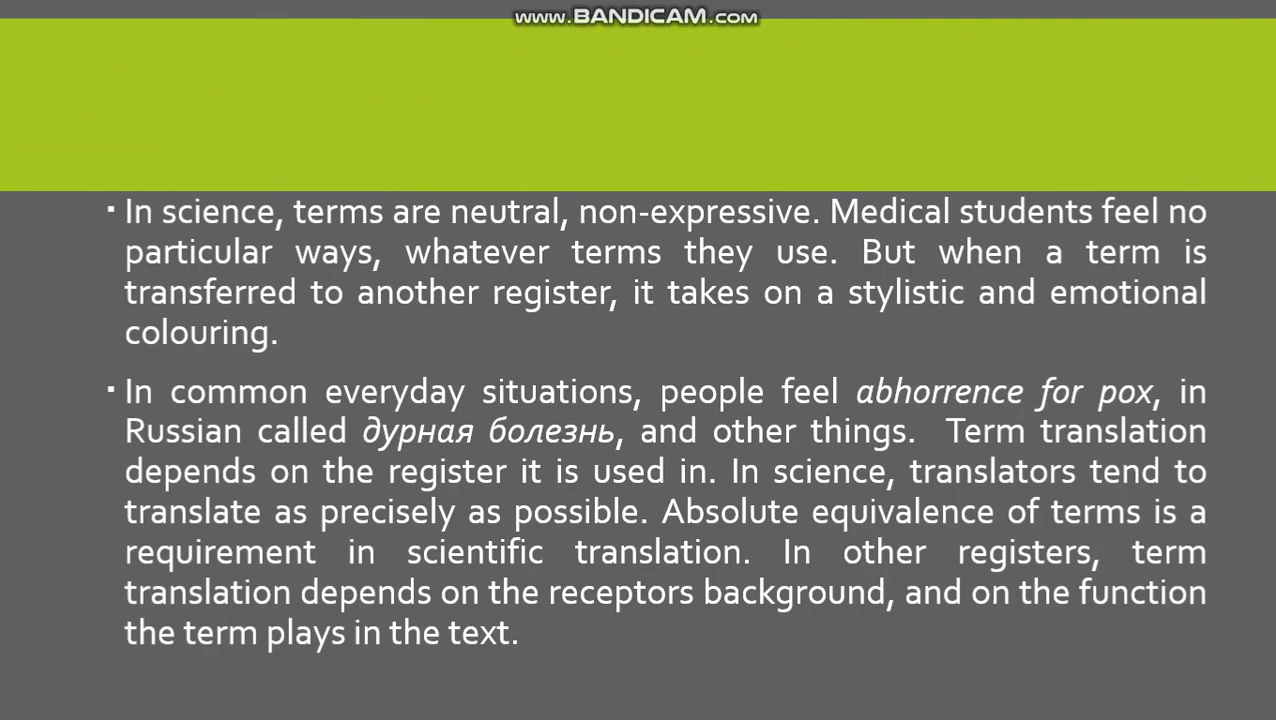 www.BANDICAM.com
▪ In science, terms are neutral, non-expressive. Medical students feel no
particular ways, whatever terms they use. But when a term is
transferred to another register, it takes on a stylistic and emotional
colouring.
▪ In common everyday situations, people feel abhorrence for pox, in
Russian called дурная болезнь, and other things. Term translation
depends on the register it is used in. In science, translators tend to
translate as precisely as possible. Absolute equivalence of terms is a
requirement in scientific translation. In other registers, term
translation depends on the receptors background, and on the function
the term plays in the text.